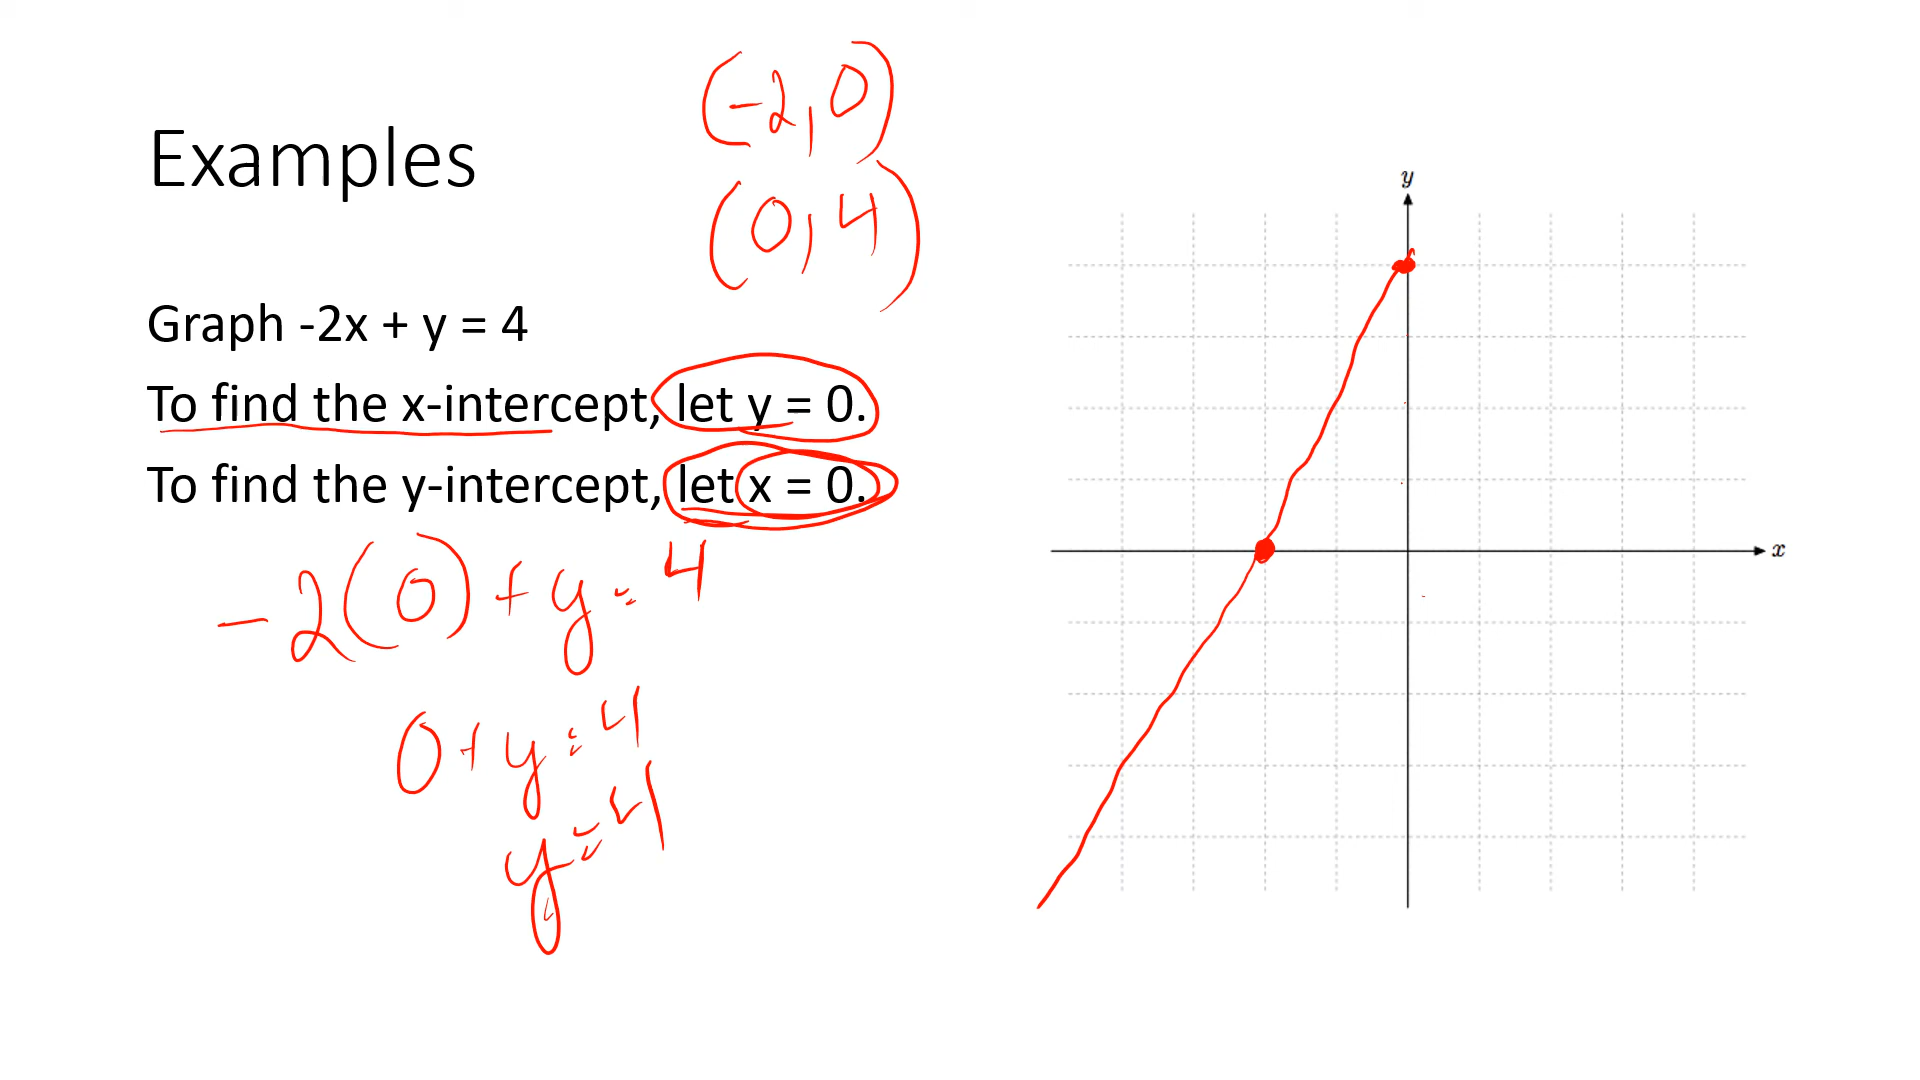 (-2, 0)
Examples
(0, 4)
Graph -2x + y = 4
To find the x-intercept, let y = 0.
To find the y-intercept, let x = 0.
-2(0) + y = 4
0 + y = 4
y = 4
y
x